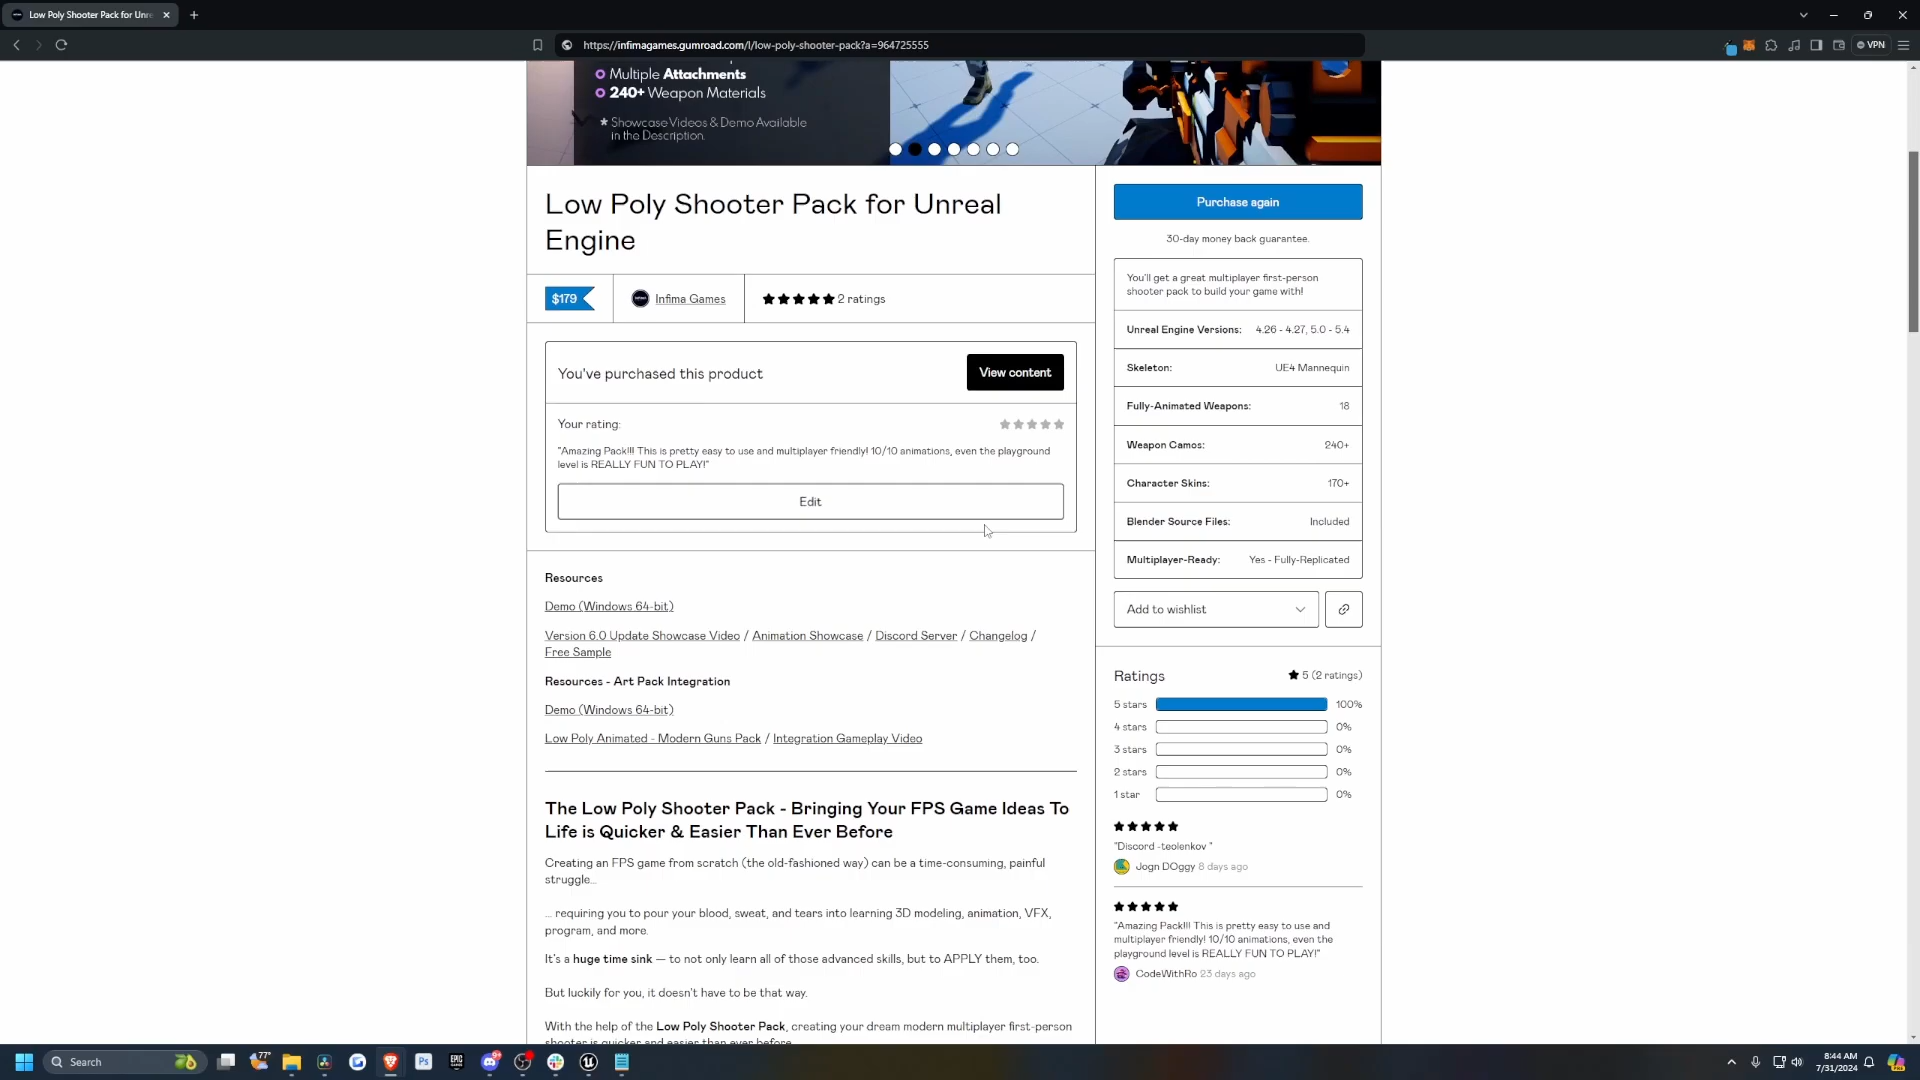 Low Poly Shooter Pack for Unre
https://infimagames.gumroad.com/l/low-poly-shooter-pack?a=964725555
VPN
Multiple Attachments
240+ Weapon Materials
* Showcase Videos & Demo Available
in the Description.
Low Poly Shooter Pack for Unreal
Engine
$179
Infima Games
2 ratings
You've purchased this product
View content
Your rating:
"Amazing Pack!!! This is pretty easy to use and multiplayer friendly! 10/10 animations, even the playground
level is REALLY FUN TO PLAY!"
Edit
Resources
Demo (Windows 64-bit)
Version 6.0 Update Showcase Video / Animation Showcase / Discord Server / Changelog /
Free Sample
Resources - Art Pack Integration
Demo (Windows 64-bit)
Low Poly Animated - Modern Guns Pack / Integration Gameplay Video
The Low Poly Shooter Pack - Bringing Your FPS Game Ideas To
Life is Quicker & Easier Than Ever Before
Creating an FPS game from scratch (the old-fashioned way) can be a time-consuming, painful
struggle...
... requiring you to pour your blood, sweat, and tears into learning 3D modeling, animation, VFX,
program, and more.
It's a huge time sink — to not only learn all of those advanced skills, but to APPLY them, too.
But luckily for you, it doesn't have to be that way.
With the help of the Low Poly Shooter Pack, creating your dream modern multiplayer first-person
shooter is quicker and easier than ever before
Purchase again
30-day money back guarantee.
You'll get a great multiplayer first-person
shooter pack to build your game with!
Unreal Engine Versions: 4.26 - 4.27, 5.0 - 5.4
Skeleton: UE4 Mannequin
Fully-Animated Weapons: 18
Weapon Camos: 240+
Character Skins: 170+
Blender Source Files: Included
Multiplayer-Ready: Yes - Fully-Replicated
Add to wishlist
Ratings 5 (2 ratings)
5 stars 100%
4 stars 0%
3 stars 0%
2 stars 0%
1 star 0%
"Discord -teolenkov "
Jogn DOggy 8 days ago
"Amazing Pack!!! This is pretty easy to use and
multiplayer friendly! 10/10 animations, even the
playground level is REALLY FUN TO PLAY!"
CodeWithRo 23 days ago
Search
77°
Ps
EPIC
8:44 AM
7/31/2024